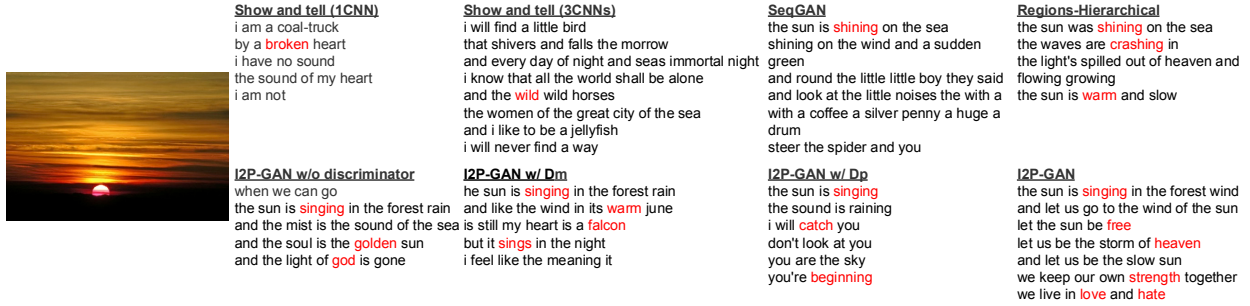 Show and tell (1CNN)
i am a coal-truck
by a broken heart
i have no sound
the sound of my heart
i am not
Show and tell (3CNNs)
i will find a little bird
that shivers and falls the morrow
and every day of night and seas immortal night
i know that all the world shall be alone
and the wild wild horses
the women of the great city of the sea
and i like to be a jellyfish
i will never find a way
SeqGAN
the sun is shining on the sea
shining on the wind and a sudden
green
and round the little little boy they said
and look at the little noises the with a
with a coffee a silver penny a huge a
drum
steer the spider and you
Regions-Hierarchical
the sun was shining on the sea
the waves are crashing in
the light's spilled out of heaven and
flowing growing
the sun is warm and slow
I2P-GAN w/o discriminator
when we can go
the sun is singing in the forest rain
and the mist is the sound of the sea
and the soul is the golden sun
and the light of god is gone
I2P-GAN w/ Dm
he sun is singing in the forest rain
and like the wind in its warm june
is still my heart is a falcon
but it sings in the night
i feel like the meaning it
I2P-GAN w/ Dp
the sun is singing
the sound is raining
i will catch you
don't look at you
you are the sky
you're beginning
I2P-GAN
the sun is singing in the forest wind
and let us go to the wind of the sun
let the sun be free
let us be the storm of heaven
and let us be the slow sun
we keep our own strength together
we live in love and hate